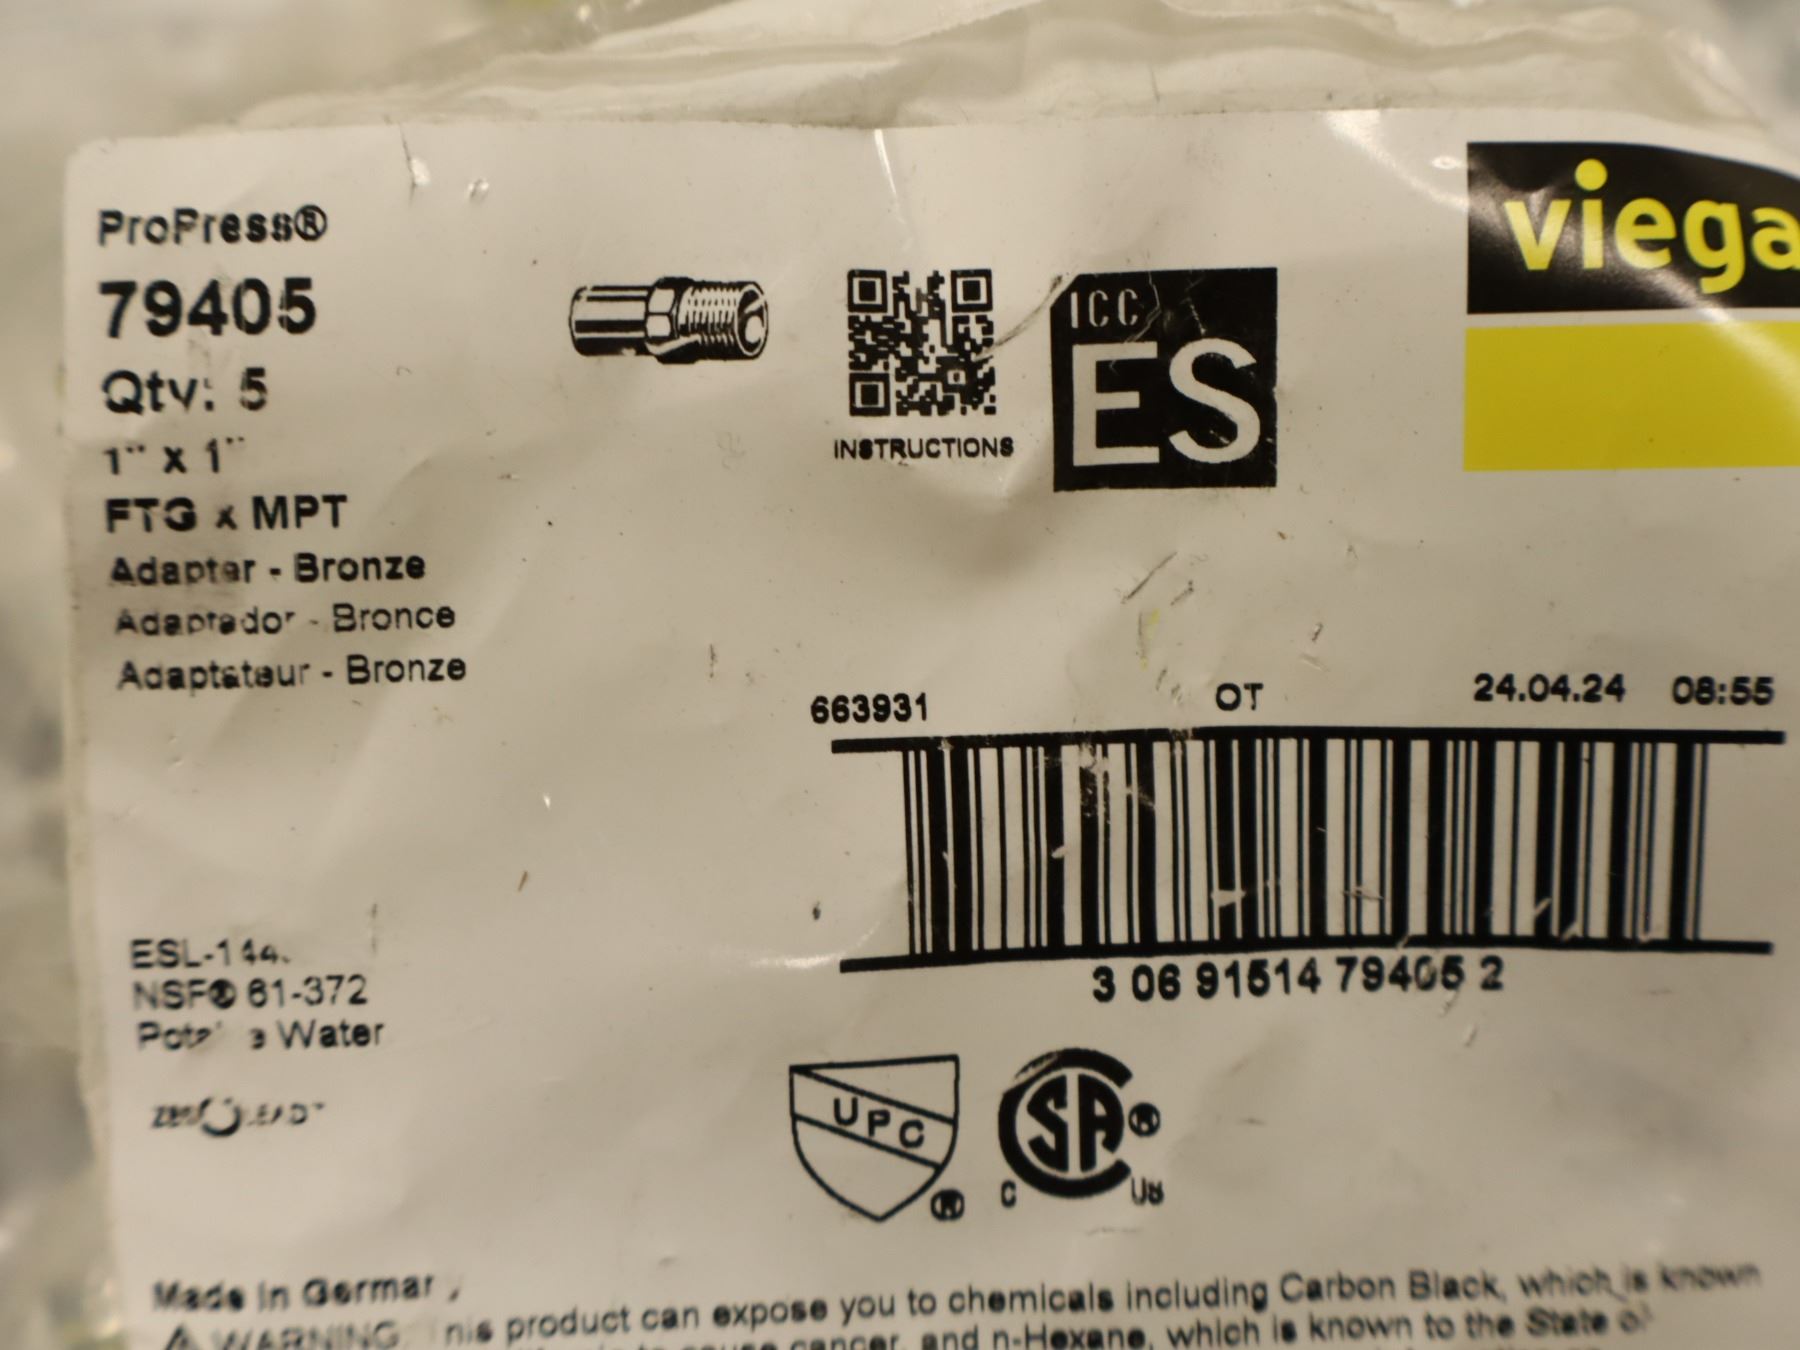 ProPress®
79405
Qty: 5
1" x 1"
FTG x MPT
Adapter - Bronze
Adaptador - Bronce
Adaptateur - Bronze
INSTRUCTIONS
ICC
ES
viega
663931 OT 24.04.24 08:55
3 06 91514 79405 2
NSF® 61-372
Water
UPC ®
C SA ® US
Made in
WARNING product can expose you to chemicals including Carbon Black, which is known
cancer, and n-Hexane, which is known to the State of